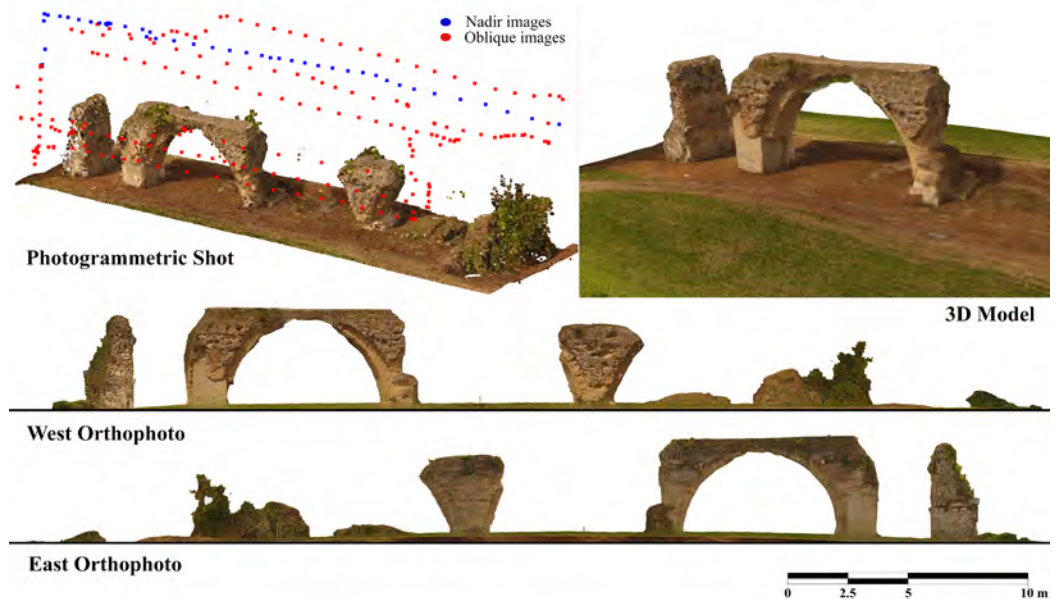 Nadir images
Oblique images
Photogrammetric Shot
3D Model
West Orthophoto
East Orthophoto
0 2.5 5 10 m